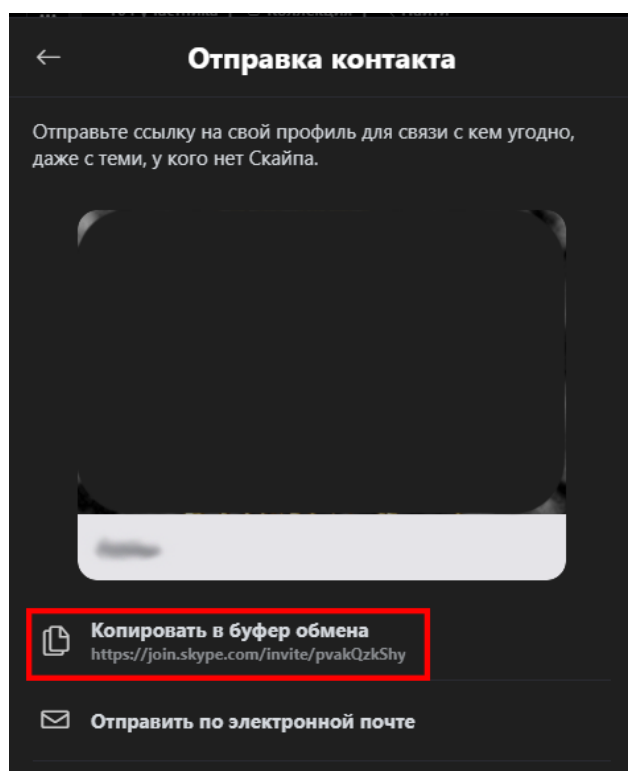 Отправка контакта
Отправьте ссылку на свой профиль для связи с кем угодно,
даже с теми, у кого нет Скайпа.
Копировать в буфер обмена
https://join.skype.com/invite/pvakQzkShy
Отправить по электронной почте